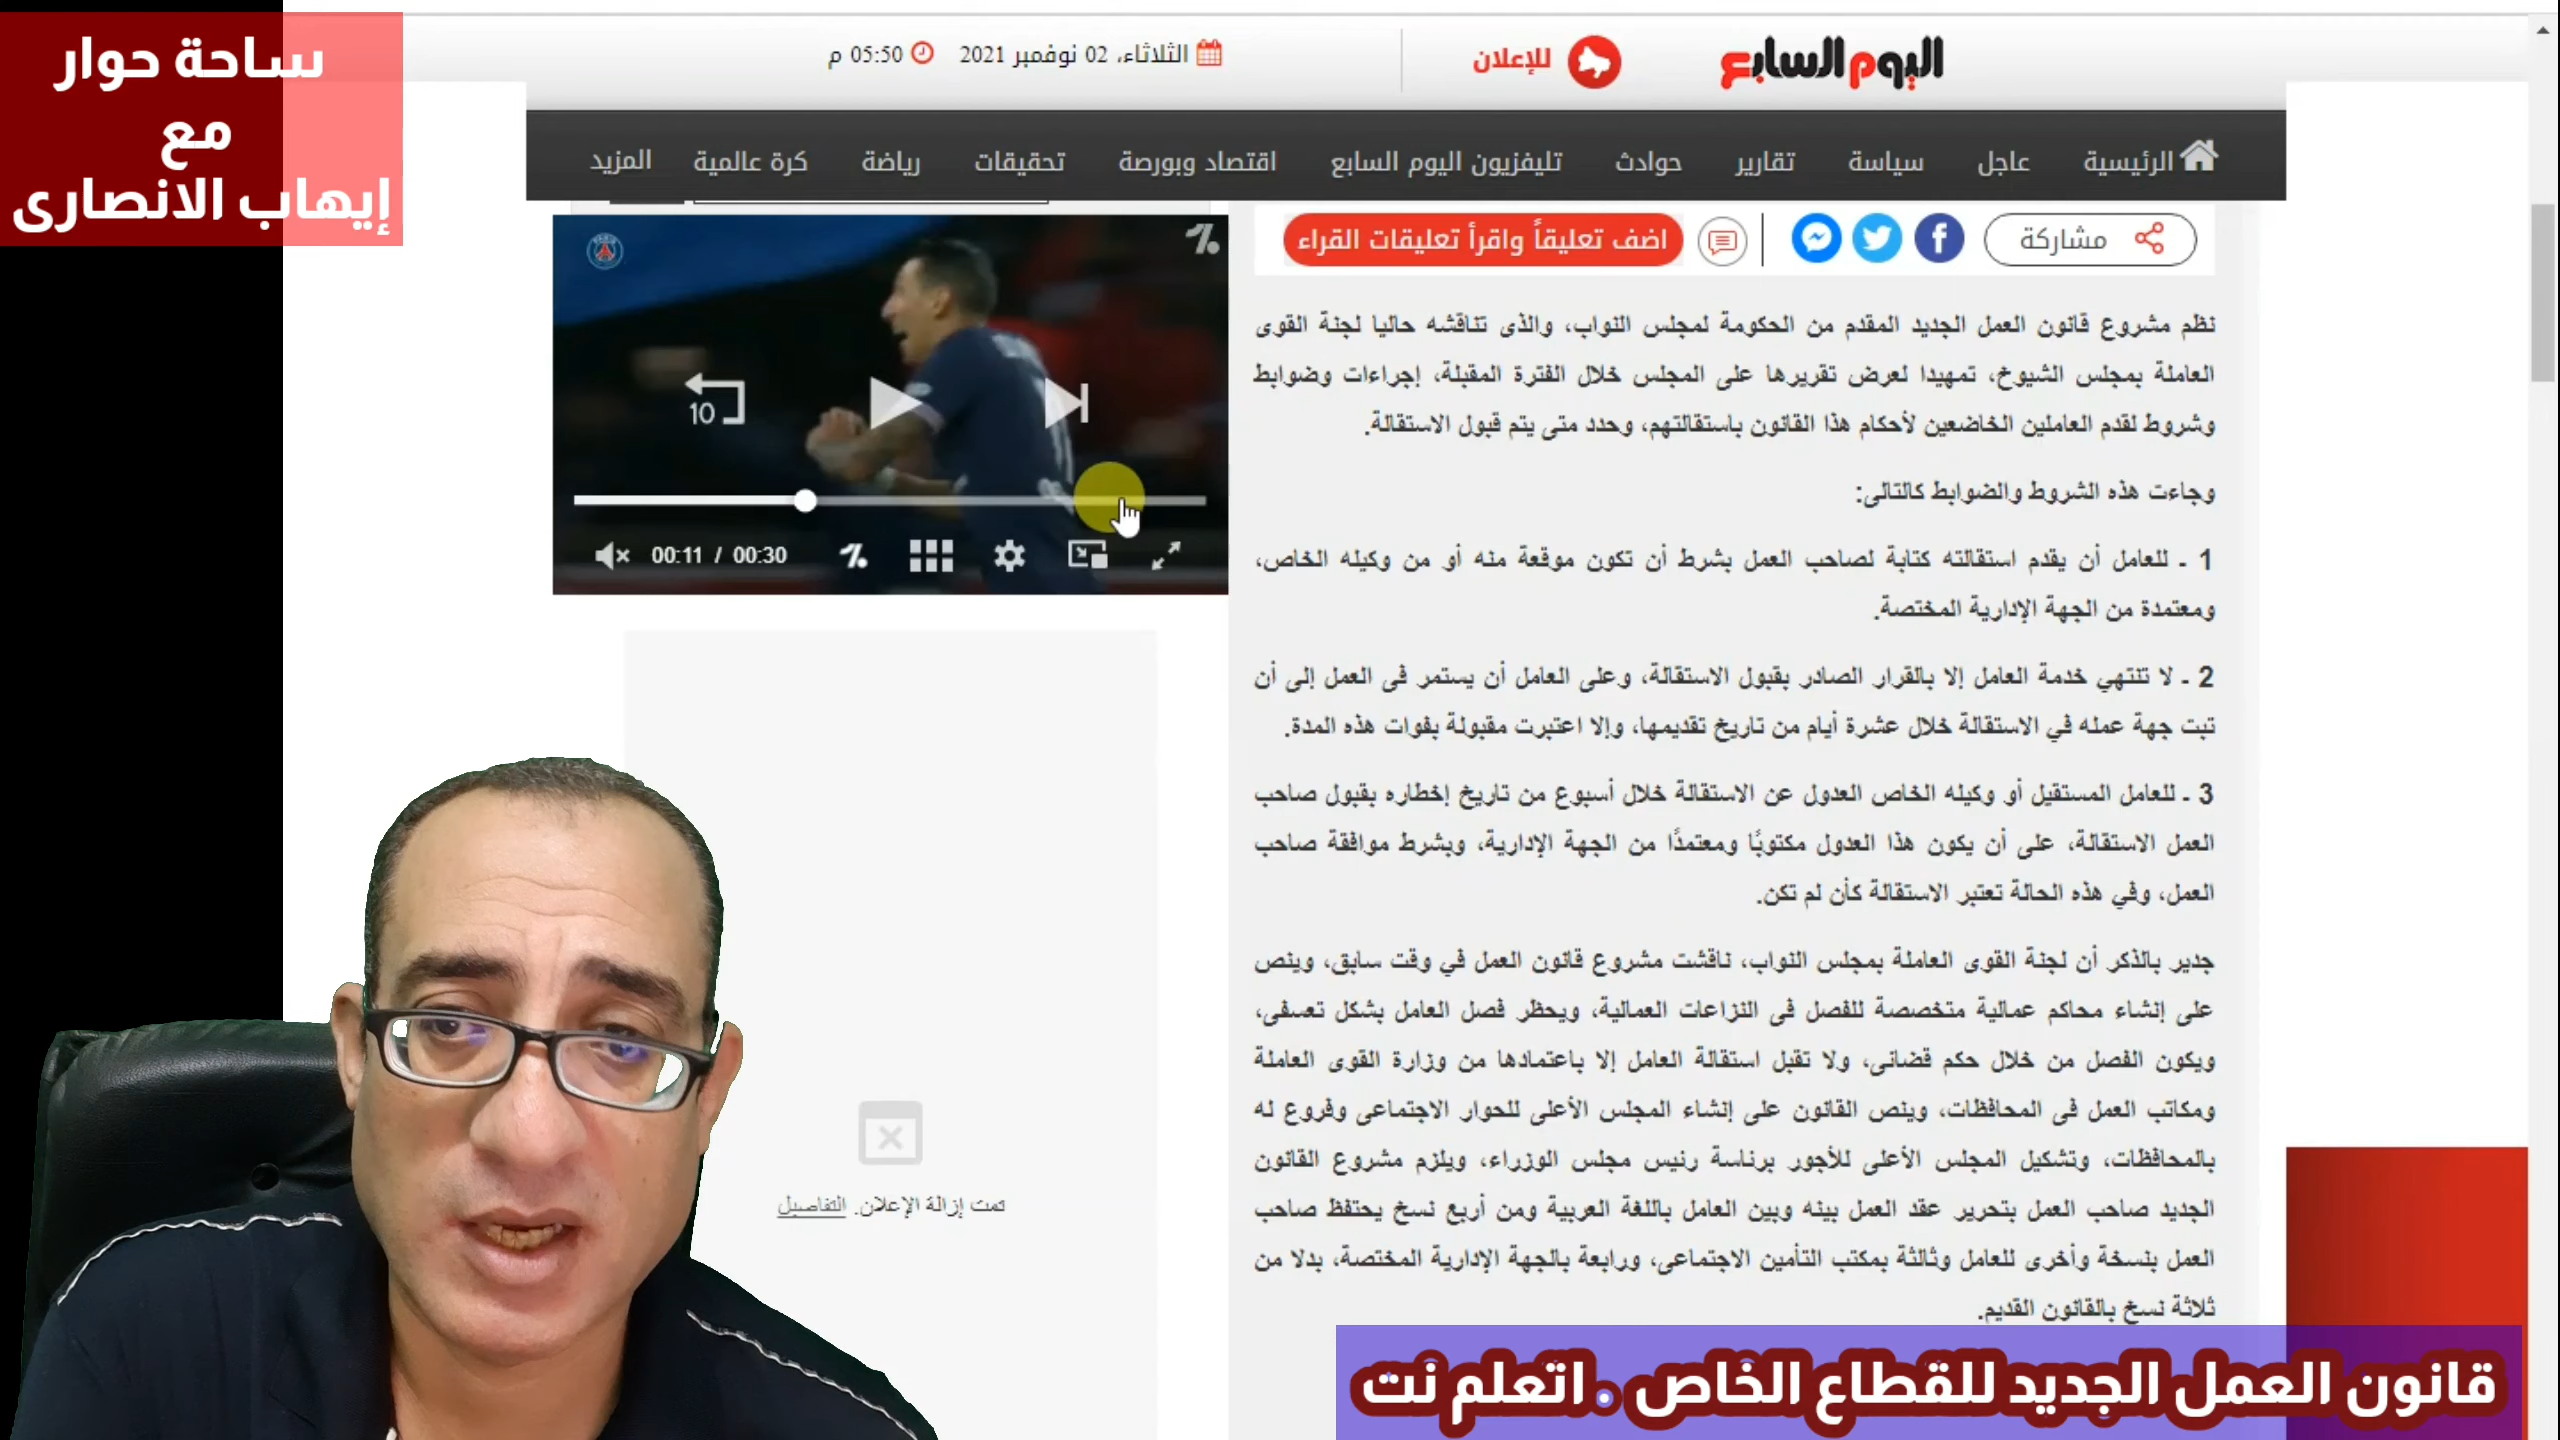 ساحة حوار
مع
إيهاب الانصارى
اليوم السابع
للإعلان
الثلاثاء، 02 نوفمبر 2021
05:50 م
الرئيسية عاجل سياسة تقارير حوادث تليفزيون اليوم السابع اقتصاد وبورصة تحقيقات رياضة كرة عالمية المزيد
مشاركة
اضف تعليقاً واقرأ تعليقات القراء
10
00:11 / 00:30
نظم مشروع قانون العمل الجديد المقدم من الحكومة لمجلس النواب، والذى تناقشه حاليا لجنة القوى
العاملة بمجلس الشيوخ، تمهيدا لعرض تقريرها على المجلس خلال الفترة المقبلة، إجراءات وضوابط
وشروط لقدم العاملين الخاضعين لأحكام هذا القانون باستقالتهم، وحدد متى يتم قبول الاستقالة.
وجاءت هذه الشروط والضوابط كالتالى:
1 ـ للعامل أن يقدم استقالته كتابة لصاحب العمل بشرط أن تكون موقعة منه أو من وكيله الخاص،
ومعتمدة من الجهة الإدارية المختصة.
2 ـ لا تنتهي خدمة العامل إلا بالقرار الصادر بقبول الاستقالة، وعلى العامل أن يستمر فى العمل إلى أن
تبت جهة عمله في الاستقالة خلال عشرة أيام من تاريخ تقديمها، وإلا اعتبرت مقبولة بفوات هذه المدة.
3 ـ للعامل المستقيل أو وكيله الخاص العدول عن الاستقالة خلال أسبوع من تاريخ إخطاره بقبول صاحب
العمل الاستقالة، على أن يكون هذا العدول مكتوبًا ومعتمدًا من الجهة الإدارية، وبشرط موافقة صاحب
العمل، وفي هذه الحالة تعتبر الاستقالة كأن لم تكن.
جدير بالذكر أن لجنة القوى العاملة بمجلس النواب، ناقشت مشروع قانون العمل في وقت سابق، وينص
على إنشاء محاكم عمالية متخصصة للفصل فى النزاعات العمالية، ويحظر فصل العامل بشكل تعسفى،
ويكون الفصل من خلال حكم قضائى، ولا تقبل استقالة العامل إلا باعتمادها من وزارة القوى العاملة
ومكاتب العمل فى المحافظات، وينص القانون على إنشاء المجلس الأعلى للحوار الاجتماعى وفروع له
بالمحافظات، وتشكيل المجلس الأعلى للأجور برئاسة رئيس مجلس الوزراء، ويلزم مشروع القانون
الجديد صاحب العمل بتحرير عقد العمل بينه وبين العامل باللغة العربية ومن أربع نسخ يحتفظ صاحب
العمل بنسخة وأخرى للعامل وثالثة بمكتب التأمين الاجتماعى، ورابعة بالجهة الإدارية المختصة، بدلا من
ثلاثة نسخ بالقانون القديم.
تمت إزالة الإعلان. التفاصيل
قانون العمل الجديد للقطاع الخاص . اتعلم نت